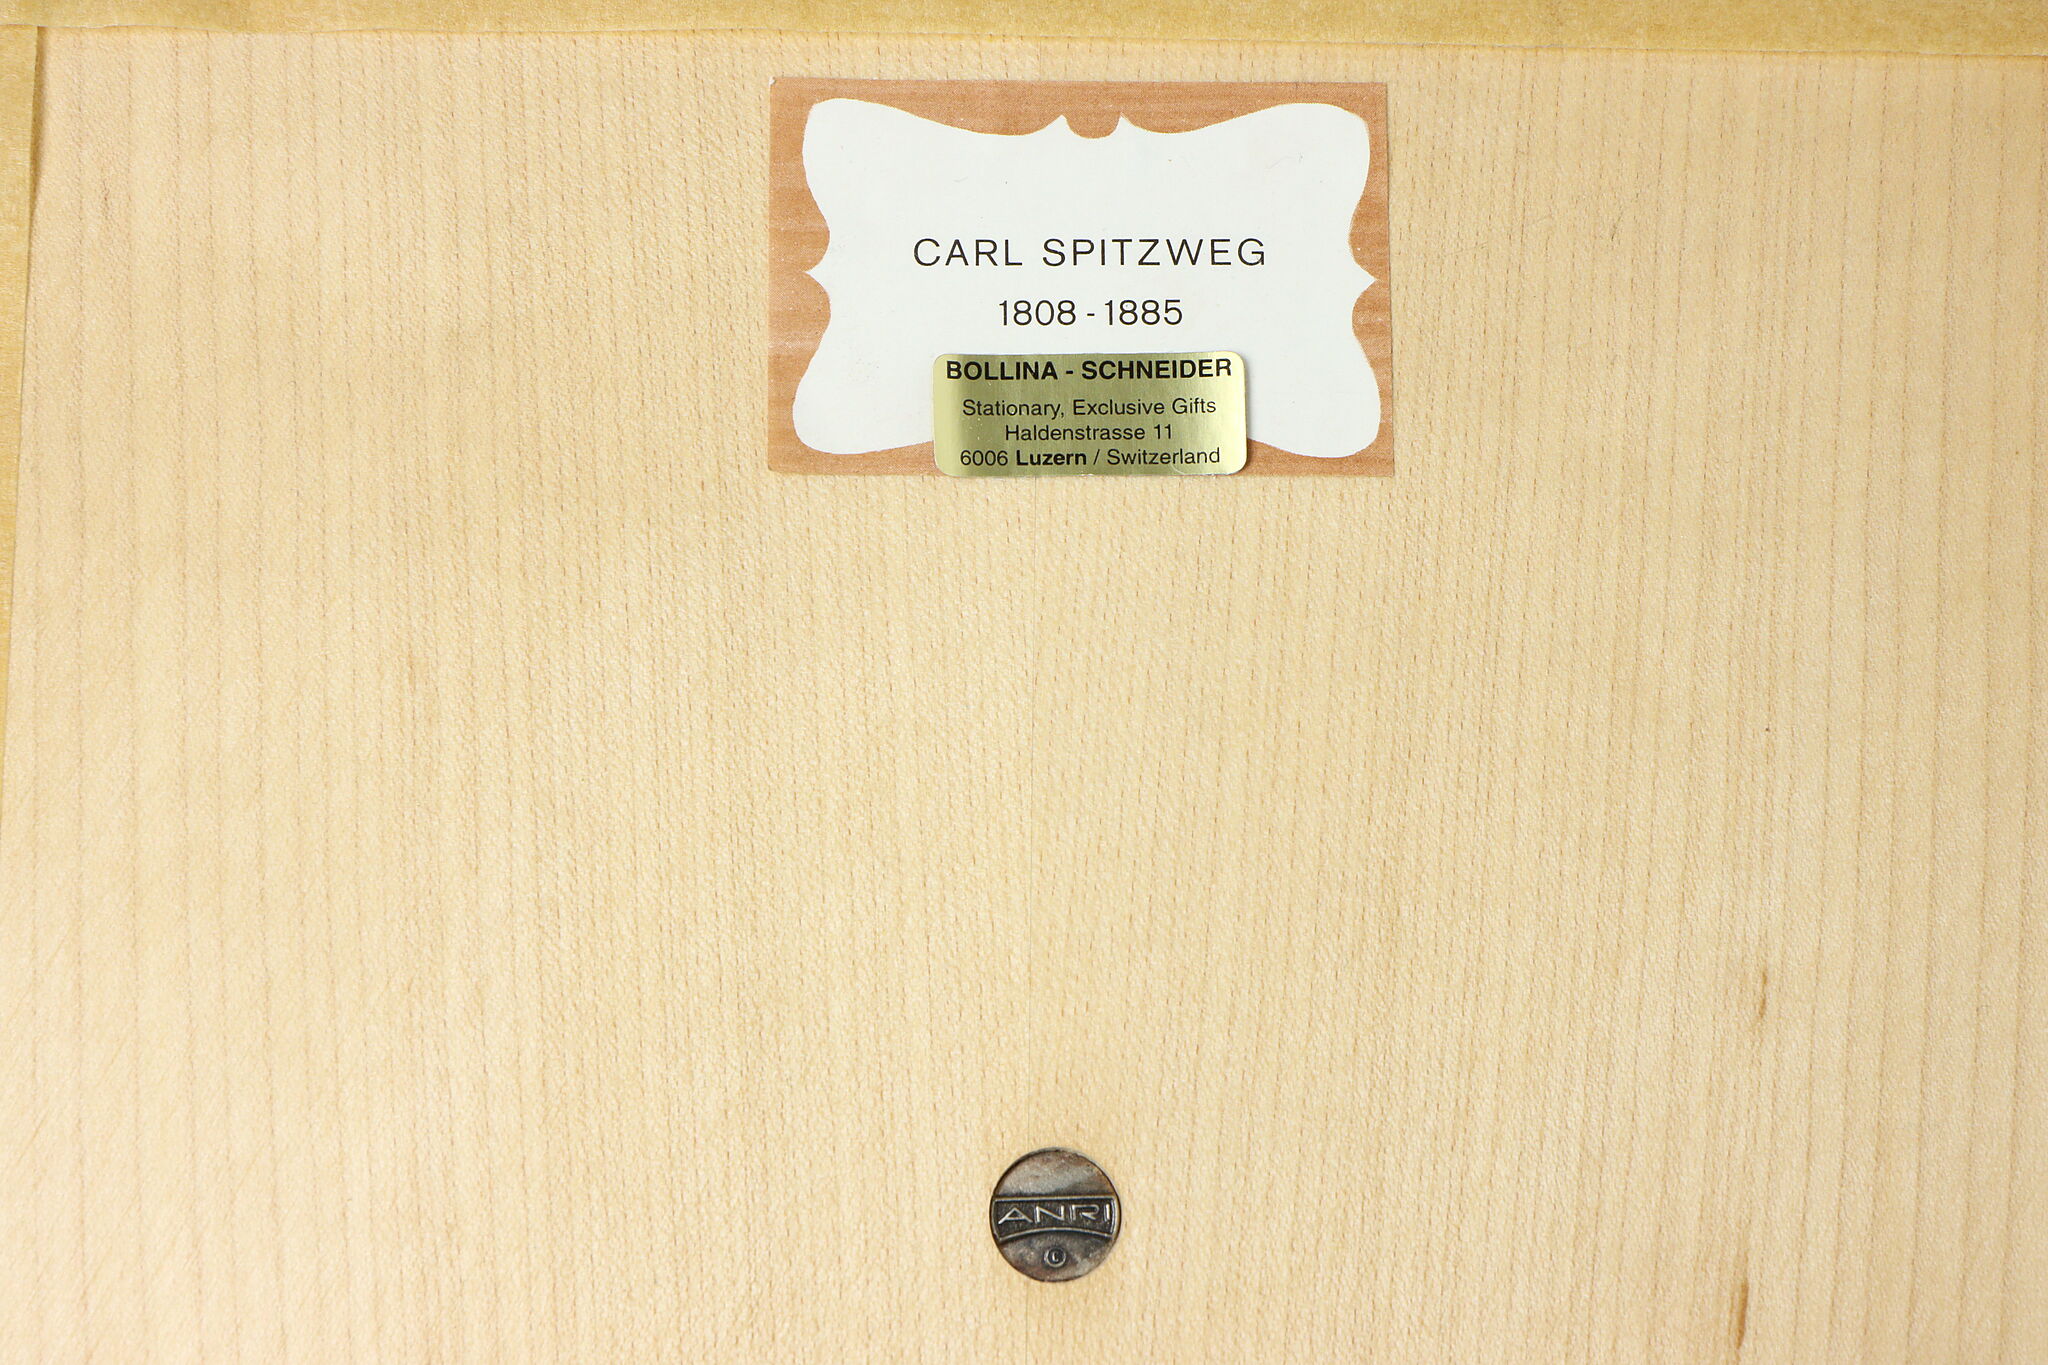 CARL SPITZWEG
1808 - 1885
BOLLINA - SCHNEIDER
Stationary, Exclusive Gifts
Haldenstrasse 11
6006 Luzern / Switzerland
ANRI
©